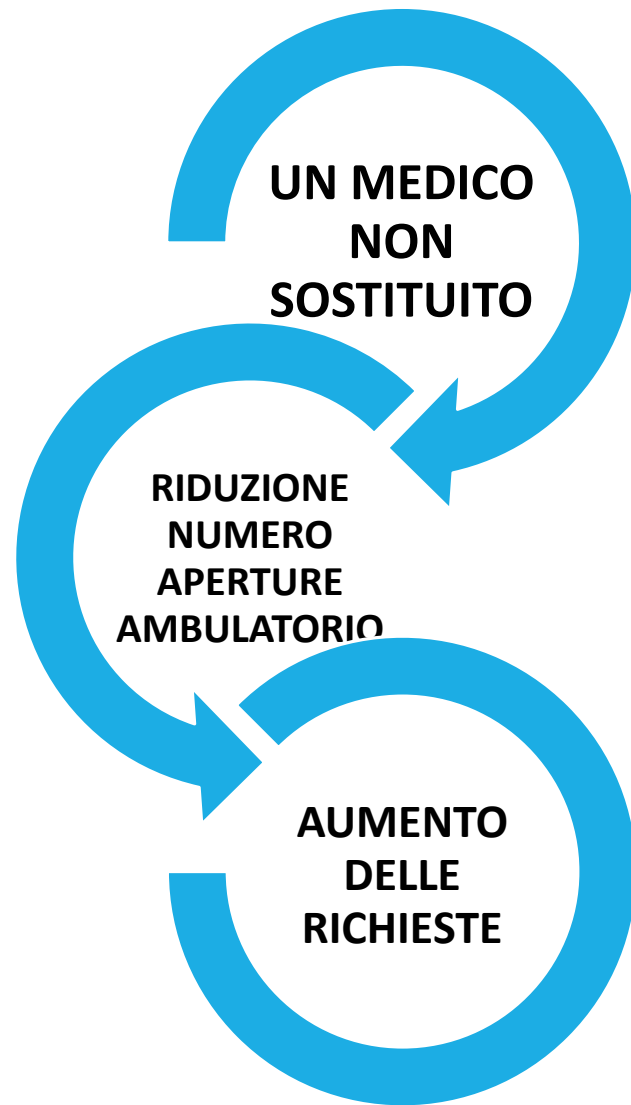 UN MEDICO
NON
SOSTITUITO
RIDUZIONE
NUMERO
APERTURE
AMBULATORIO
AUMENTO
DELLE
RICHIESTE